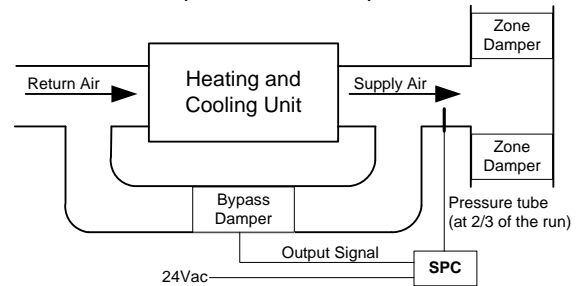 Zone
Damper
Return Air
Heating and
Cooling Unit
Supply Air
Zone
Damper
Bypass
Damper
Pressure tube
(at 2/3 of the run)
Output Signal
SPC
24Vac